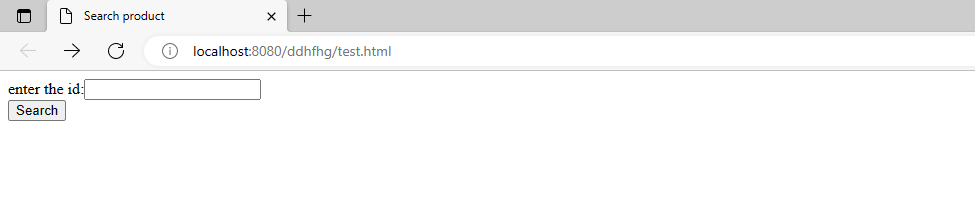 Search product
localhost:8080/ddhfhg/test.html
enter the id:
Search